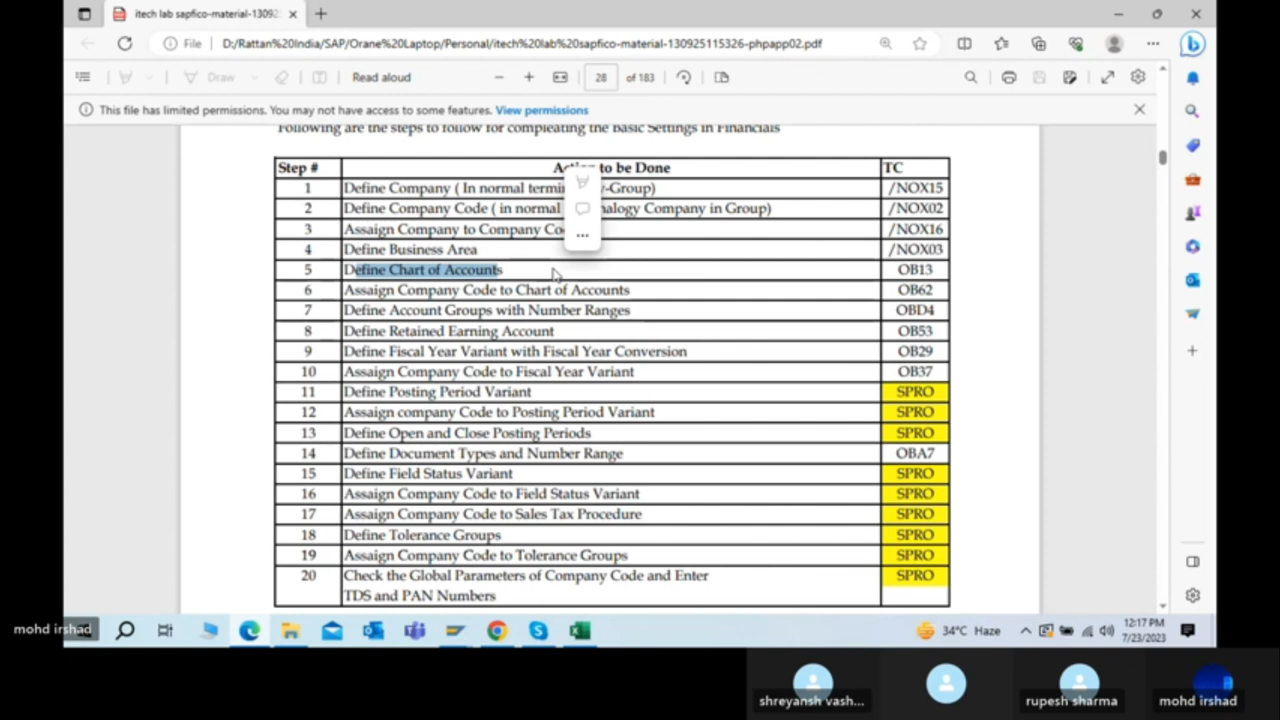 itech lab sapfico-material-13092
File D:/Rattan%20India/SAP/Orane%20Laptop/Personal/itech%20lab%20sapfico-material-130925115326-phpapp02.pdf
Draw Read aloud 28 of 183
This file has limited permissions. You may not have access to some features. View permissions
Following are the steps to follow for compleating the Basic Settings in Financials
Step # to be Done TC
1 Define Company ( In normal -Group) /NOX15
2 Define Company Code ( in normal Company in Group) /NOX02
3 Assaign Company to Company /NOX16
4 Define Business Area /NOX03
5 Define Chart of Accounts OB13
6 Assaign Company Code to Chart of Accounts OB62
7 Define Account Groups with Number Ranges OBD4
8 Define Retained Earning Account OB53
9 Define Fiscal Year Variant with Fiscal Year Conversion OB29
10 Assaign Company Code to Fiscal Year Variant OB37
11 Define Posting Period Variant SPRO
12 Assaign company Code to Posting Period Variant SPRO
13 Define Open and Close Posting Periods SPRO
14 Define Document Types and Number Range OBA7
15 Define Field Status Variant SPRO
16 Assaign Company Code to Field Status Variant SPRO
17 Assaign Company Code to Sales Tax Procedure SPRO
18 Define Tolerance Groups SPRO
19 Assaign Company Code to Tolerance Groups SPRO
20 Check the Global Parameters of Company Code and Enter SPRO
TDS and PAN Numbers
mohd irshad
34°C Haze
12:17 PM
7/23/2023
shreyansh vash...
rupesh sharma
mohd irshad